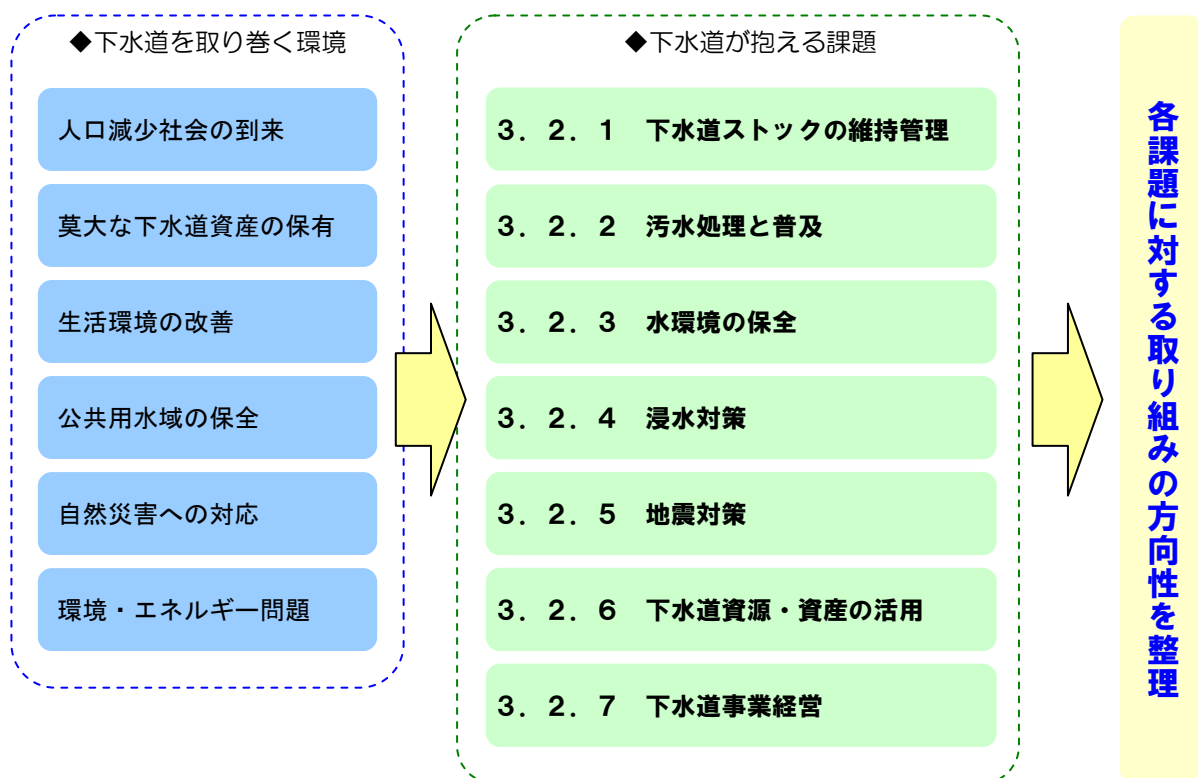 ◆下水道を取り巻く環境
人口減少社会の到来
莫大な下水道資産の保有
生活環境の改善
公共用水域の保全
自然災害への対応
環境・エネルギー問題
◆下水道が抱える課題
３．２．１　下水道ストックの維持管理
３．２．２　汚水処理と普及
３．２．３　水環境の保全
３．２．４　浸水対策
３．２．５　地震対策
３．２．６　下水道資源・資産の活用
３．２．７　下水道事業経営
各課題に対する取り組みの方向性を整理